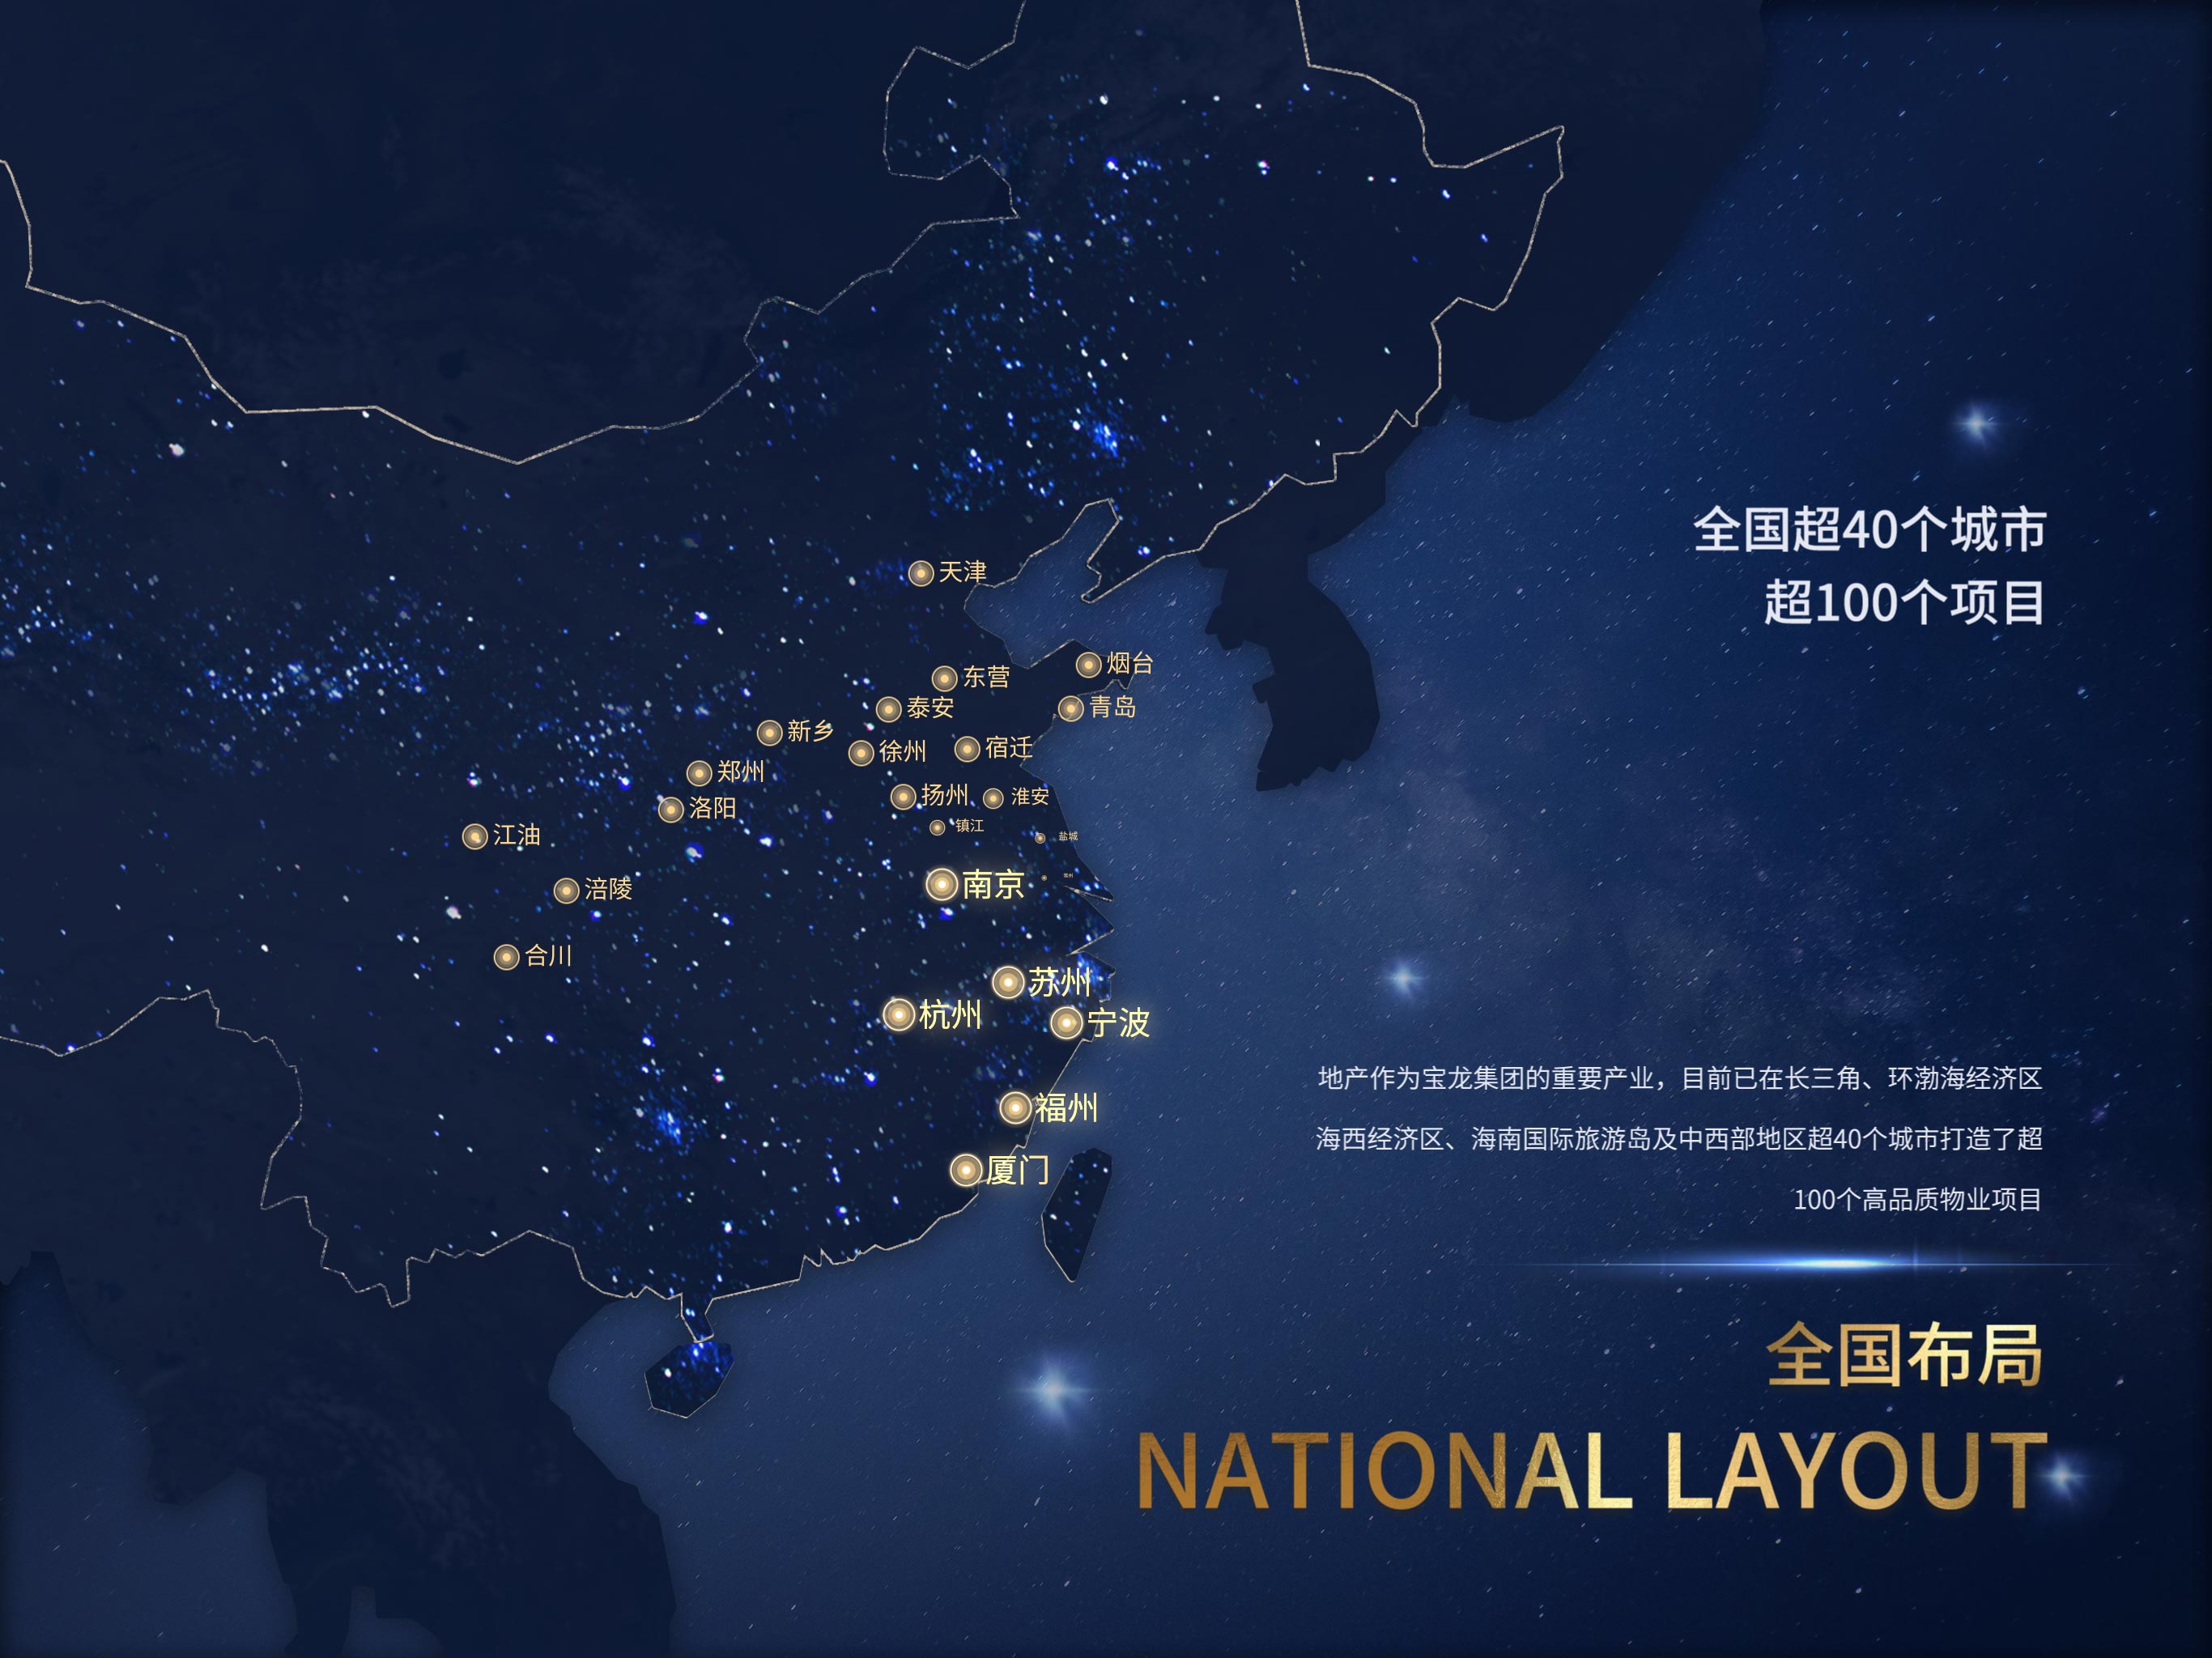 全国超40个城市
超100个项目
天津
烟台
东营
泰安
青岛
新乡
徐州
宿迁
郑州
扬州
淮安
洛阳
镇江
盐城
江油
南京
涪陵
合川
苏州
杭州
宁波
福州
厦门
地产作为宝龙集团的重要产业，目前已在长三角、环渤海经济区
海西经济区、海南国际旅游岛及中西部地区超40个城市打造了超
100个高品质物业项目
全国布局
NATIONAL LAYOUT